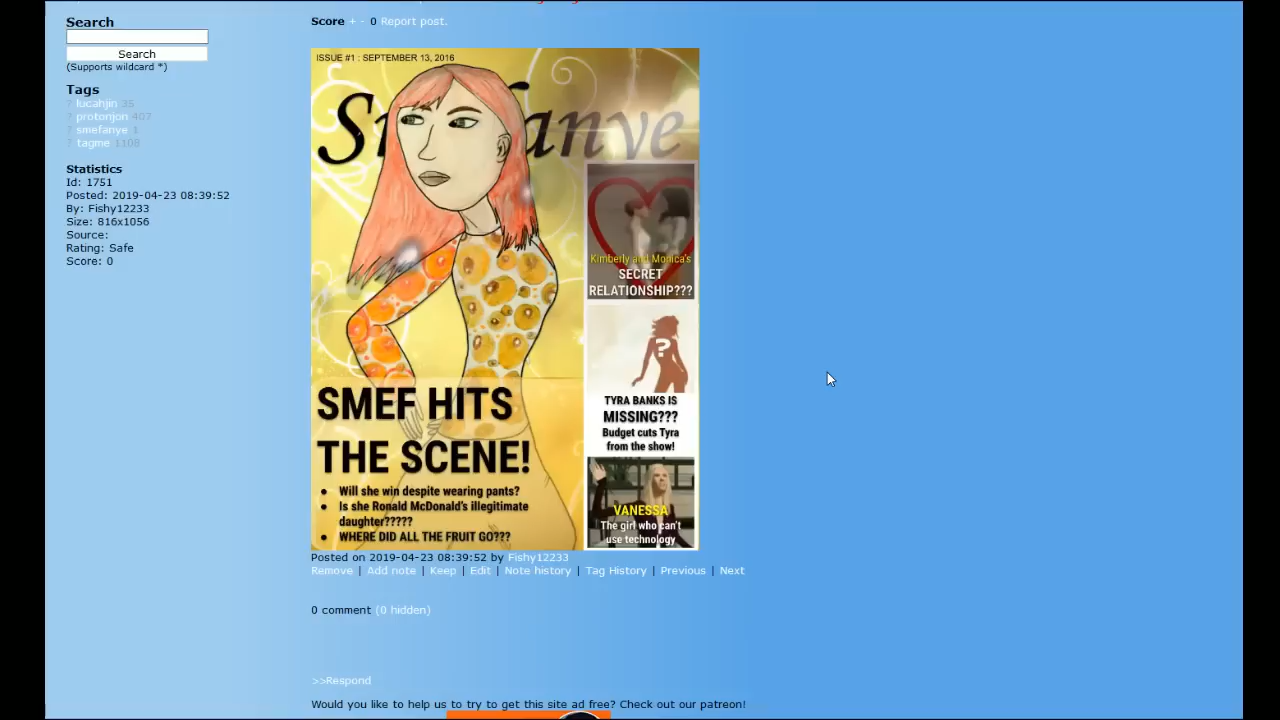 Search
Search
(Supports wildcard *)
Tags
? lucahjin 35
? protonjon 407
? smefanye 1
? tagme 1108
Statistics
Id: 1751
Posted: 2019-04-23 08:39:52
By: Fishy12233
Size: 816x1056
Source:
Rating: Safe
Score: 0
Score + - 0 Report post.
ISSUE #1 : SEPTEMBER 13, 2016
Smefanye
Kimberly and Monica's
SECRET
RELATIONSHIP???
?
TYRA BANKS IS
MISSING???
Budget cuts Tyra
from the show!
VANESSA
The girl who can't
use technology
SMEF HITS
THE SCENE!
• Will she win despite wearing pants?
• Is she Ronald McDonald's illegitimate
daughter?????
• WHERE DID ALL THE FRUIT GO???
Posted on 2019-04-23 08:39:52 by Fishy12233
Remove | Add note | Keep | Edit | Note history | Tag History | Previous | Next
0 comment (0 hidden)
>>Respond
Would you like to help us to try to get this site ad free? Check out our patreon!